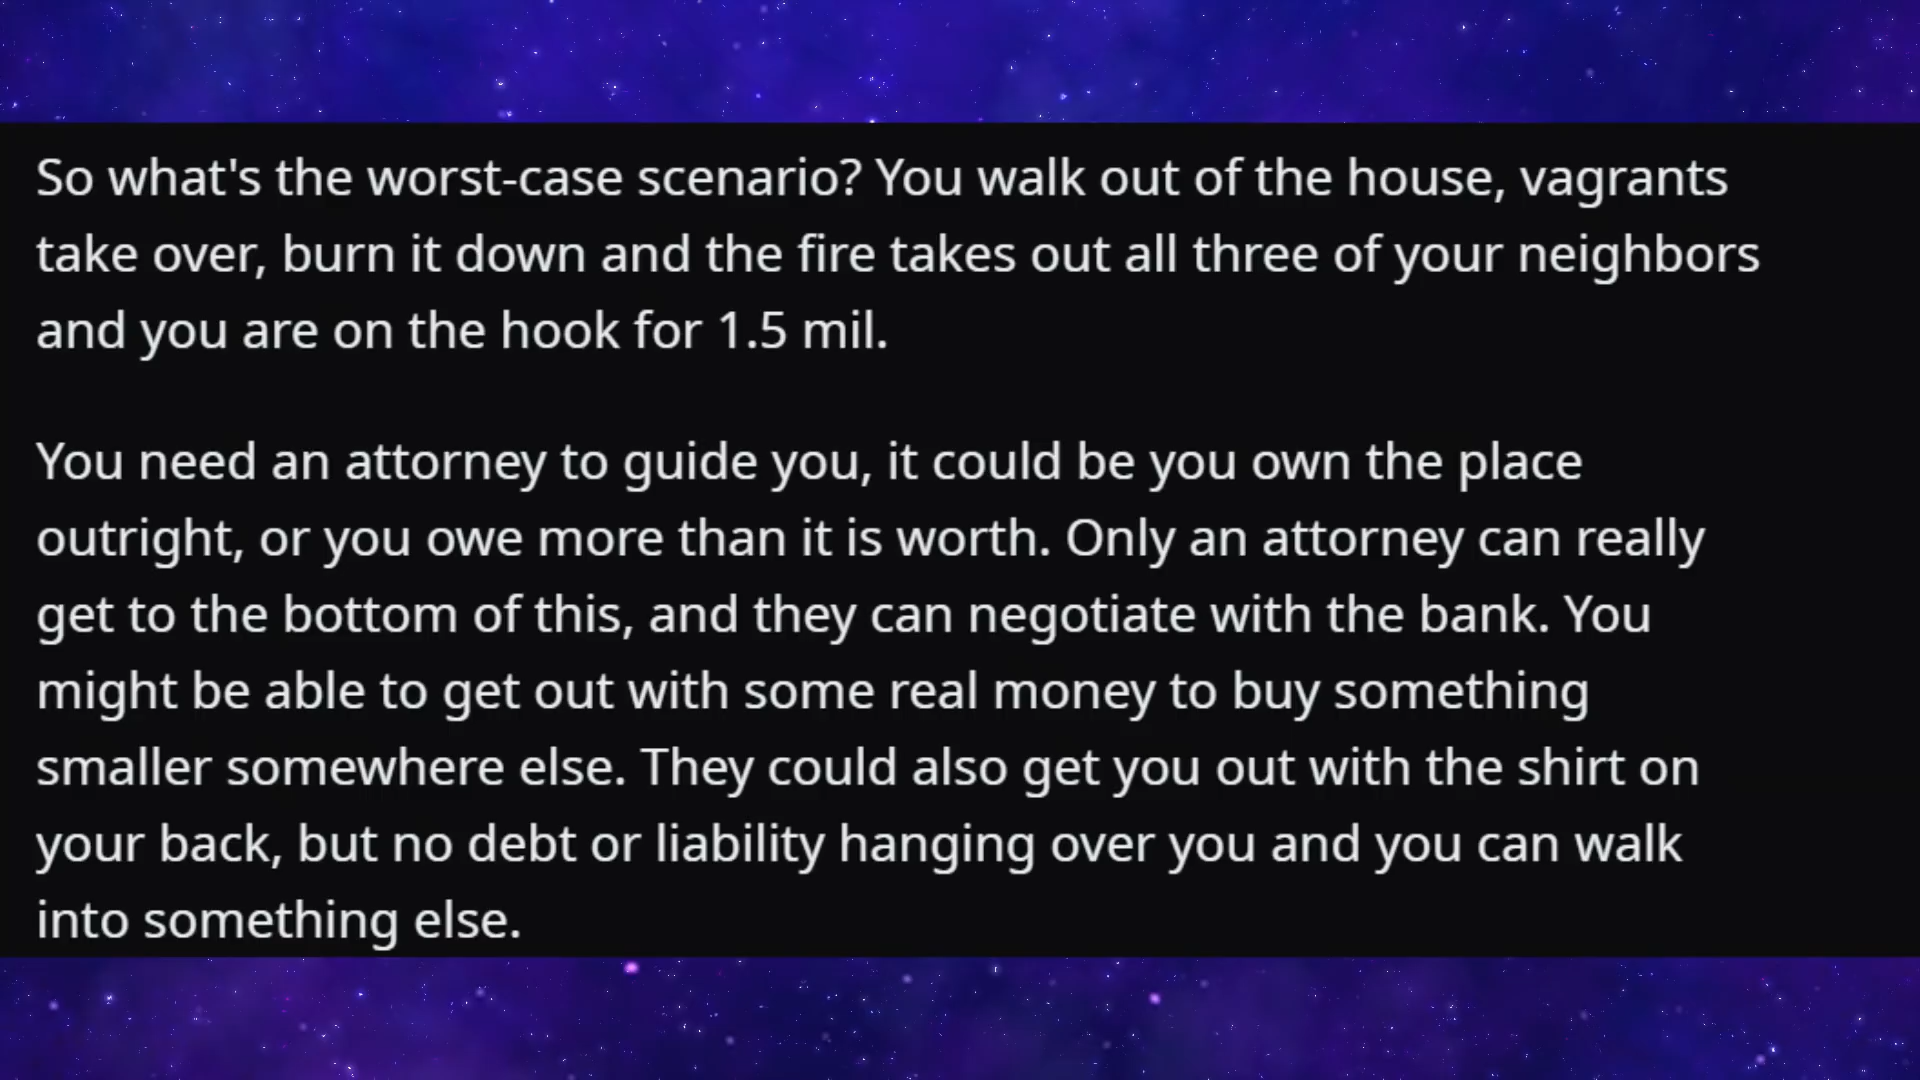 So what's the worst-case scenario? You walk out of the house, vagrants
take over, burn it down and the fire takes out all three of your neighbors
and you are on the hook for 1.5 mil.
You need an attorney to guide you, it could be you own the place
outright, or you owe more than it is worth. Only an attorney can really
get to the bottom of this, and they can negotiate with the bank. You
might be able to get out with some real money to buy something
smaller somewhere else. They could also get you out with the shirt on
your back, but no debt or liability hanging over you and you can walk
into something else.